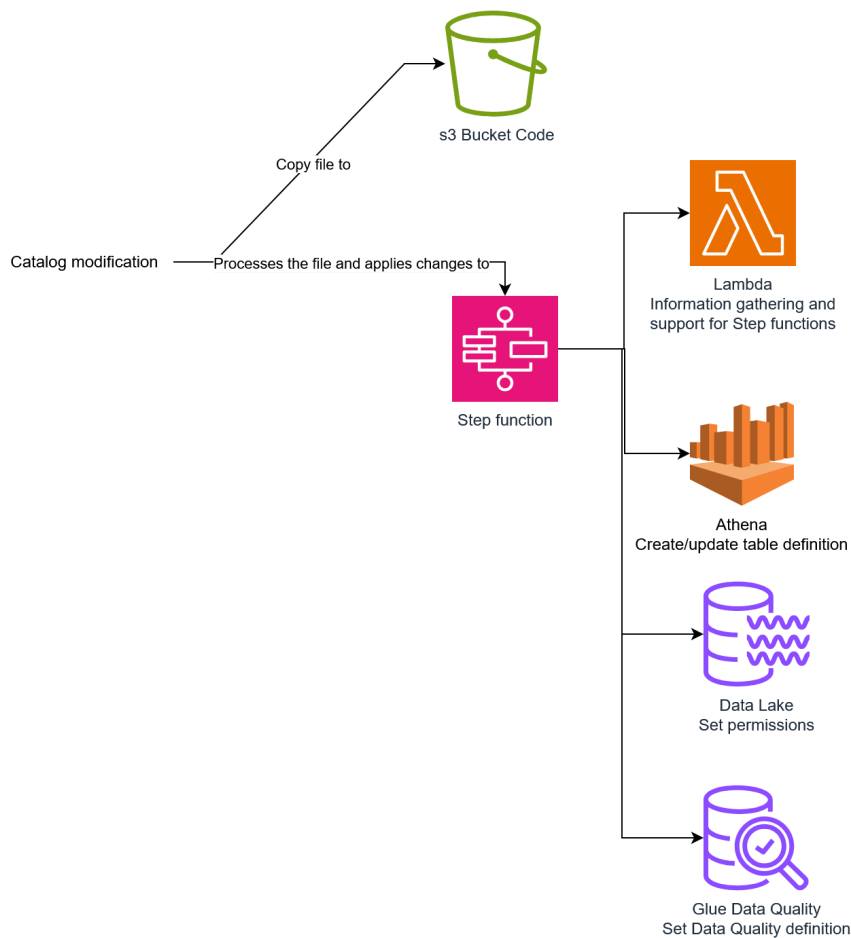 s3 Bucket Code
Copy file to
Catalog modification
Processes the file and applies changes to
Lambda
Information gathering and
support for Step functions
Step function
Athena
Create/update table definition
Data Lake
Set permissions
Glue Data Quality
Set Data Quality definition